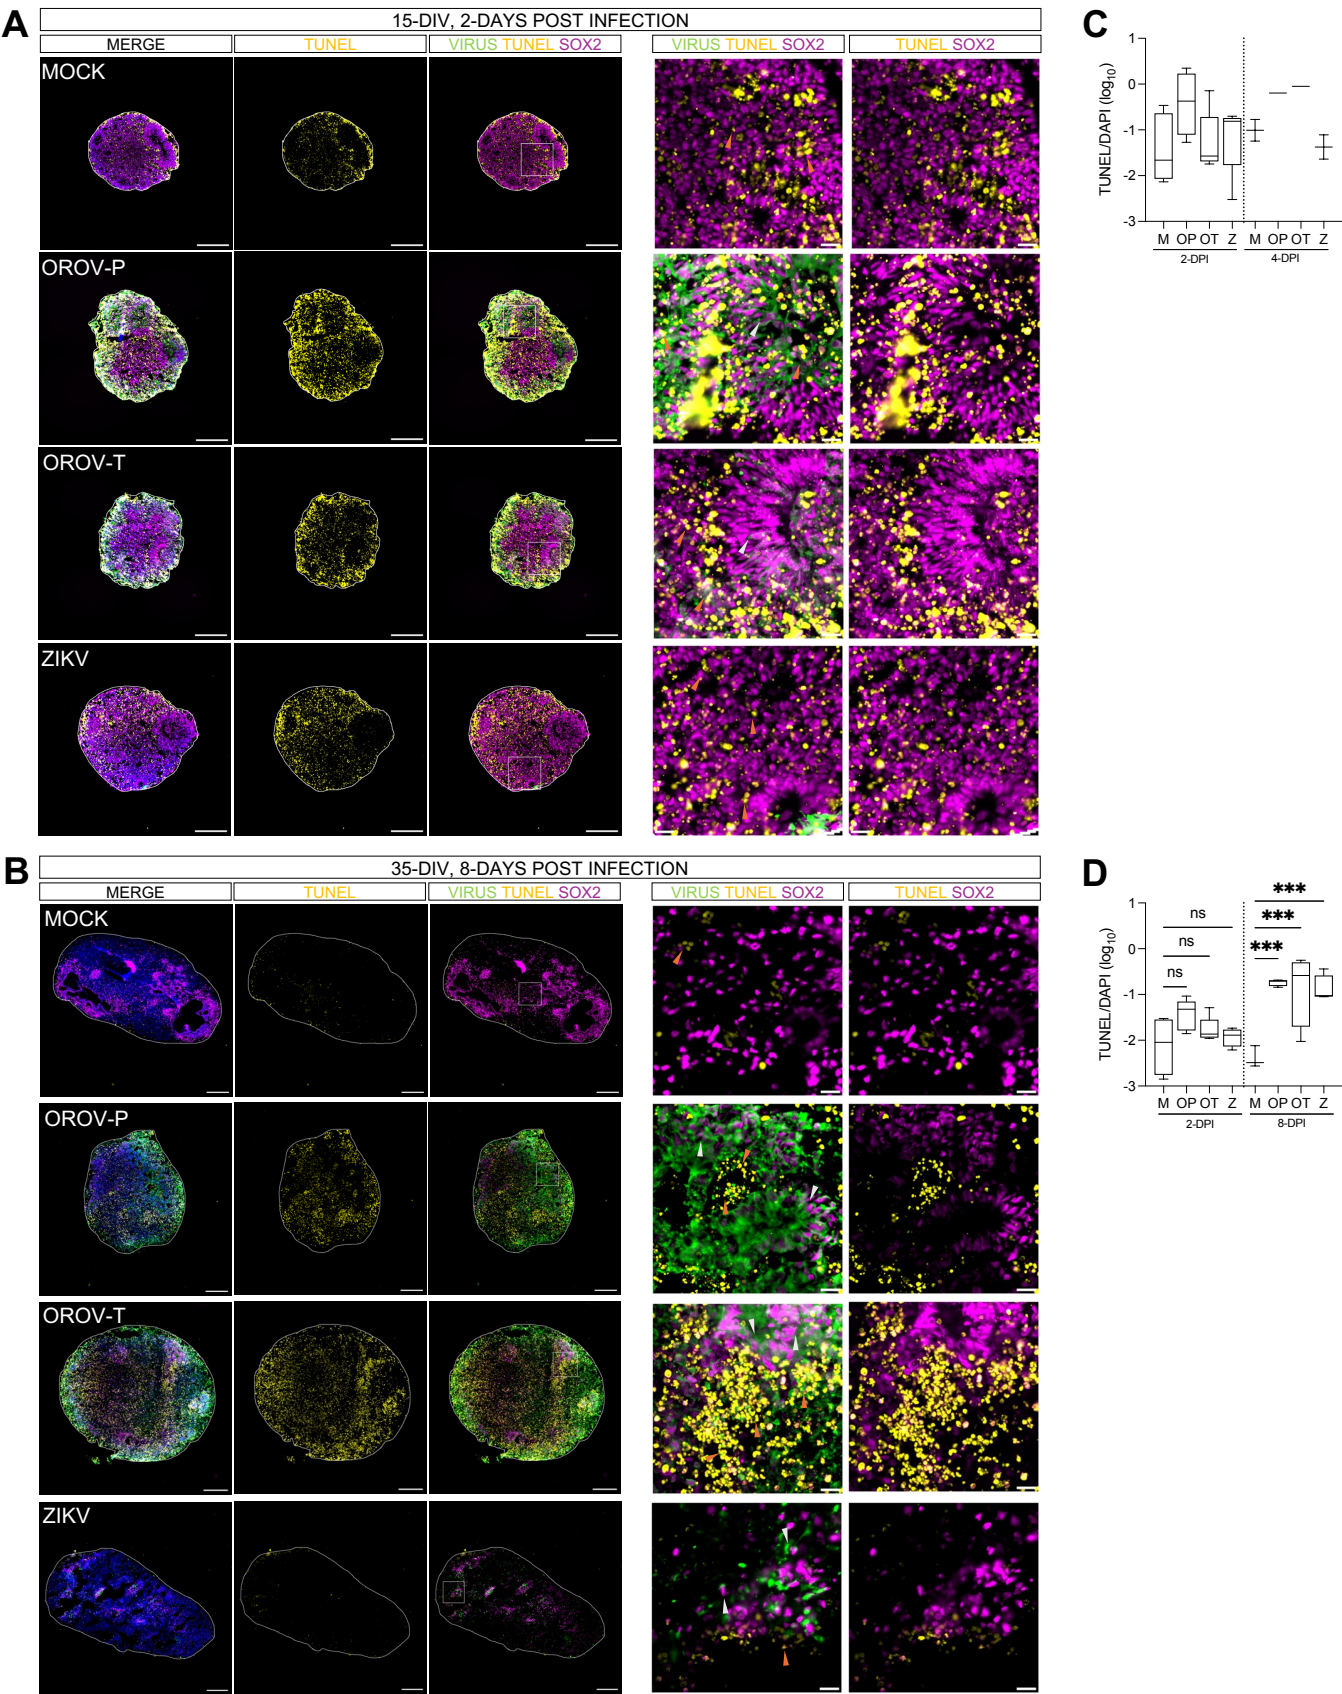 A
15-DIV, 2-DAYS POST INFECTION
MERGE
TUNEL
VIRUS TUNEL SOX2
VIRUS TUNEL SOX2
TUNEL SOX2
MOCK
OROV-P
OROV-T
ZIKV
C
TUNEL/DAPI (log10)
1
0
-1
-2
-3
M OP OT Z M OP OT Z
2-DPI 4-DPI
B
35-DIV, 8-DAYS POST INFECTION
MERGE
TUNEL
VIRUS TUNEL SOX2
VIRUS TUNEL SOX2
TUNEL SOX2
MOCK
OROV-P
OROV-T
ZIKV
D
TUNEL/DAPI (log10)
1
0
-1
-2
-3
***
ns ***
ns ***
ns
M OP OT Z M OP OT Z
2-DPI 8-DPI